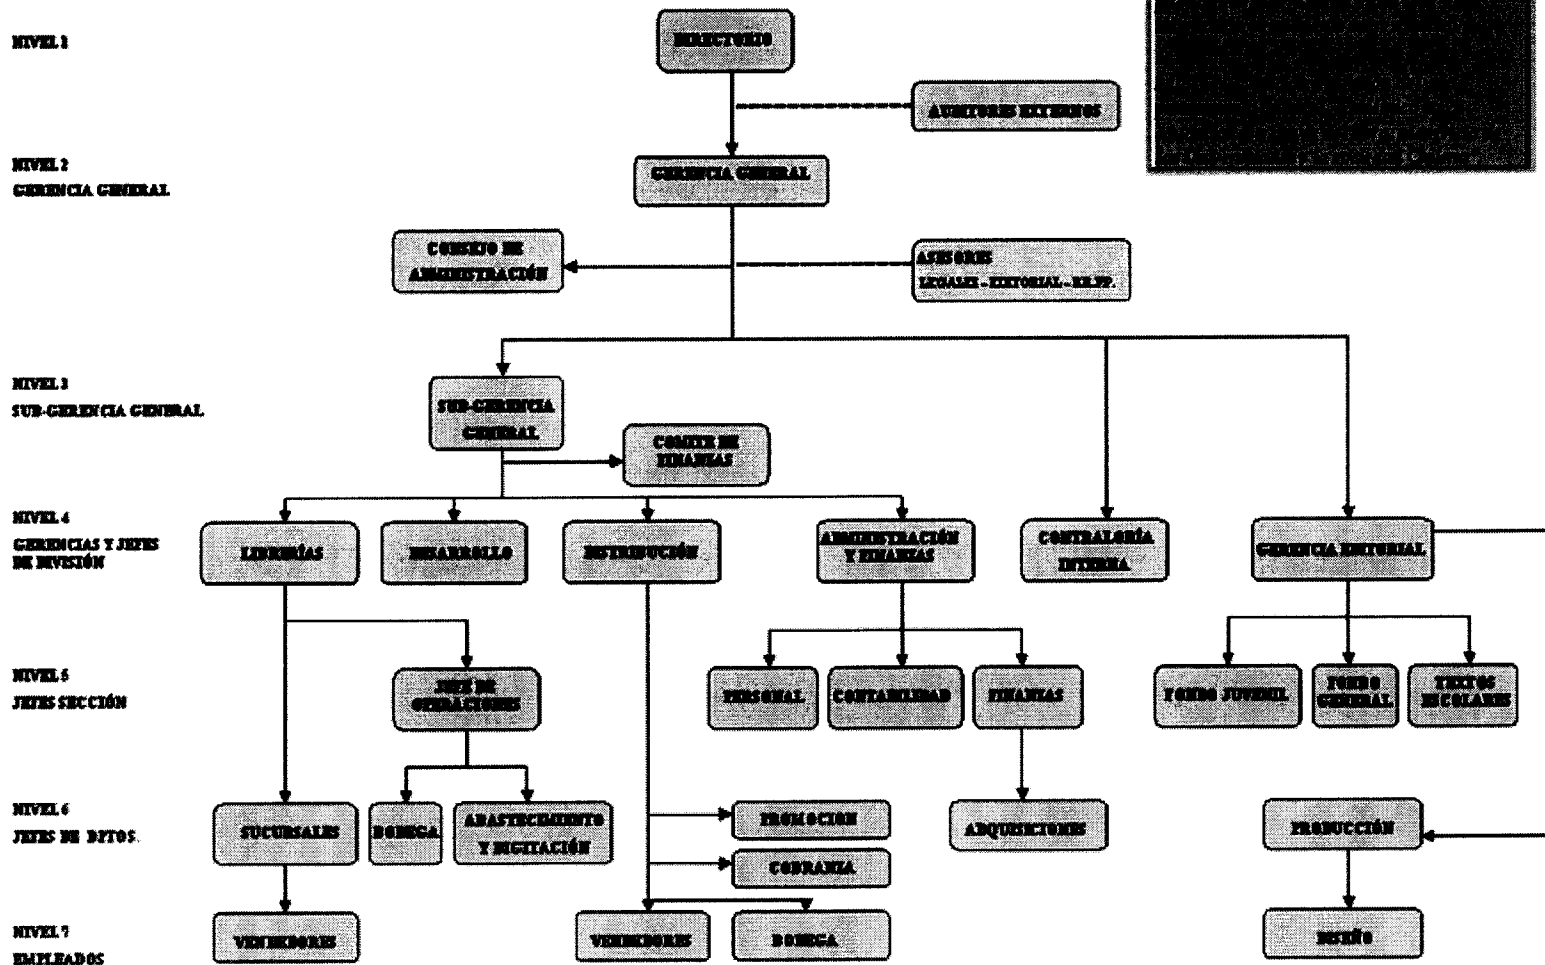 NIVEL 1
DIRECTORIO
AUDITORES EXTERNOS
NIVEL 2
GERENCIA GENERAL
GERENCIA GENERAL
CONSEJO DE
ADMINISTRACIÓN
ASESORES
LEGALES - EDITORIAL - RR.PP.
NIVEL 3
SUB-GERENCIA GENERAL
SUB-GERENCIA
GENERAL
COMITE DE
FINANZAS
NIVEL 4
GERENCIAS Y JEFES
DE DIVISIÓN
LIBRERÍAS
DESARROLLO
DISTRIBUCIÓN
ADMINISTRACIÓN
Y FINANZAS
CONTRALORÍA
INTERNA
GERENCIA EDITORIAL
NIVEL 5
JEFES SECCIÓN
JEFE DE
OPERACIONES
PERSONAL
CONTABILIDAD
FINANZAS
FONDO JUVENIL
FONDO
GENERAL
TEXTOS
ESCOLARES
NIVEL 6
JEFES DE DPTOS.
SUCURSALES
BODEGA
ABASTECIMIENTO
Y DIGITACIÓN
PROMOCION
COBRANZA
ADQUISICIONES
PRODUCCIÓN
NIVEL 7
EMPLEADOS
VENDEDORES
VENDEDORES
BODEGA
DISEÑO